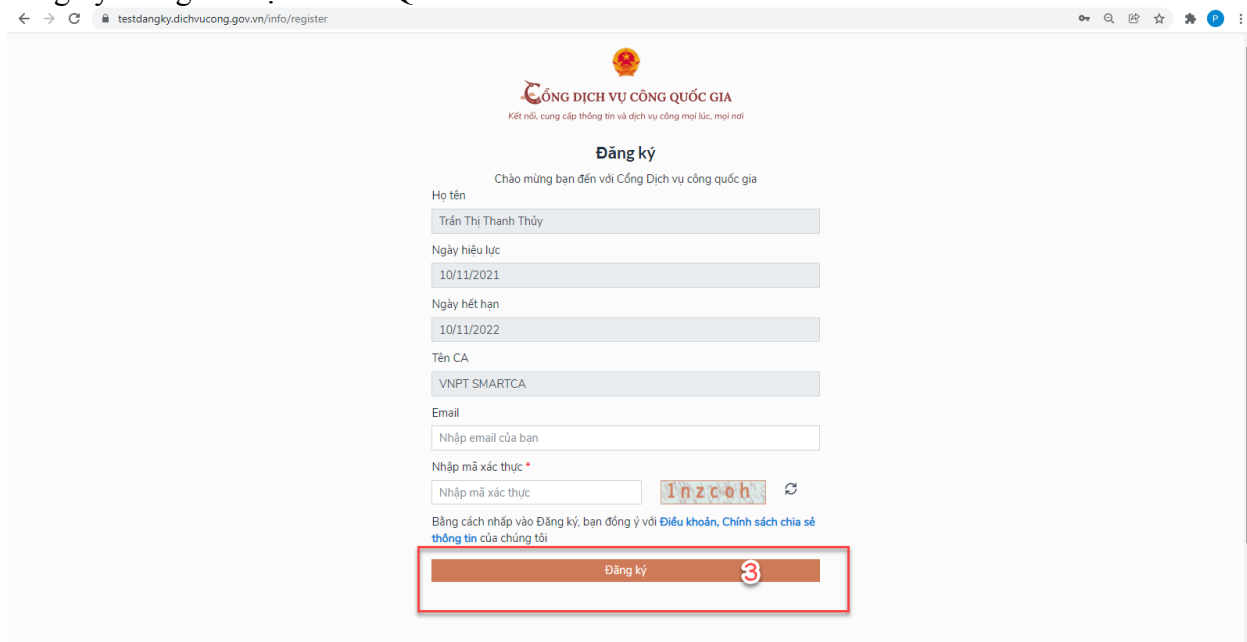 testdangky.dichvucong.gov.vn/info/register
P
CỔNG DỊCH VỤ CÔNG QUỐC GIA
Kết nối, cung cấp thông tin và dịch vụ công mọi lúc, mọi nơi
Đăng ký
Chào mừng bạn đến với Cổng Dịch vụ công quốc gia
Họ tên
Trần Thị Thanh Thủy
Ngày hiệu lực
10/11/2021
Ngày hết hạn
10/11/2022
Tên CA
VNPT SMARTCA
Email
Nhập email của bạn
Nhập mã xác thực *
Nhập mã xác thực 1nzcoh
Bằng cách nhấp vào Đăng ký, bạn đồng ý với Điều khoản, Chính sách chia sẻ
thông tin của chúng tôi
Đăng ký 3